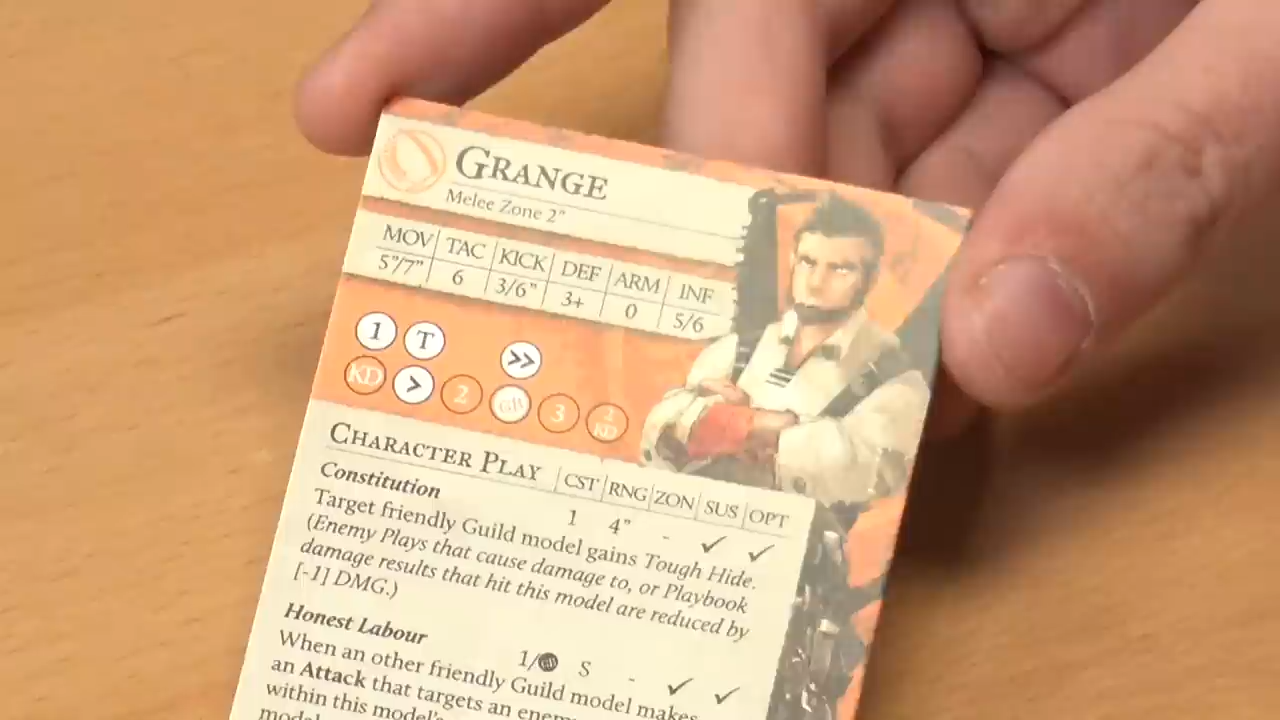 GRANGE
Melee Zone 2"
MOV TAC KICK DEF ARM INF
5"/7" 6 3/6" 3+ 0 5/6
1 T >>
KD > 2 GB 3 2 KD
CHARACTER PLAY CST RNG ZON SUS OPT
Constitution 1 4" - ✓ ✓
Target friendly Guild model gains Tough Hide.
(Enemy Plays that cause damage to, or Playbook
damage results that hit this model are reduced by
[-1] DMG.)
Honest Labour 1/GB S - ✓ ✓
When an other friendly Guild model makes
an Attack that targets an enemy
within this model's